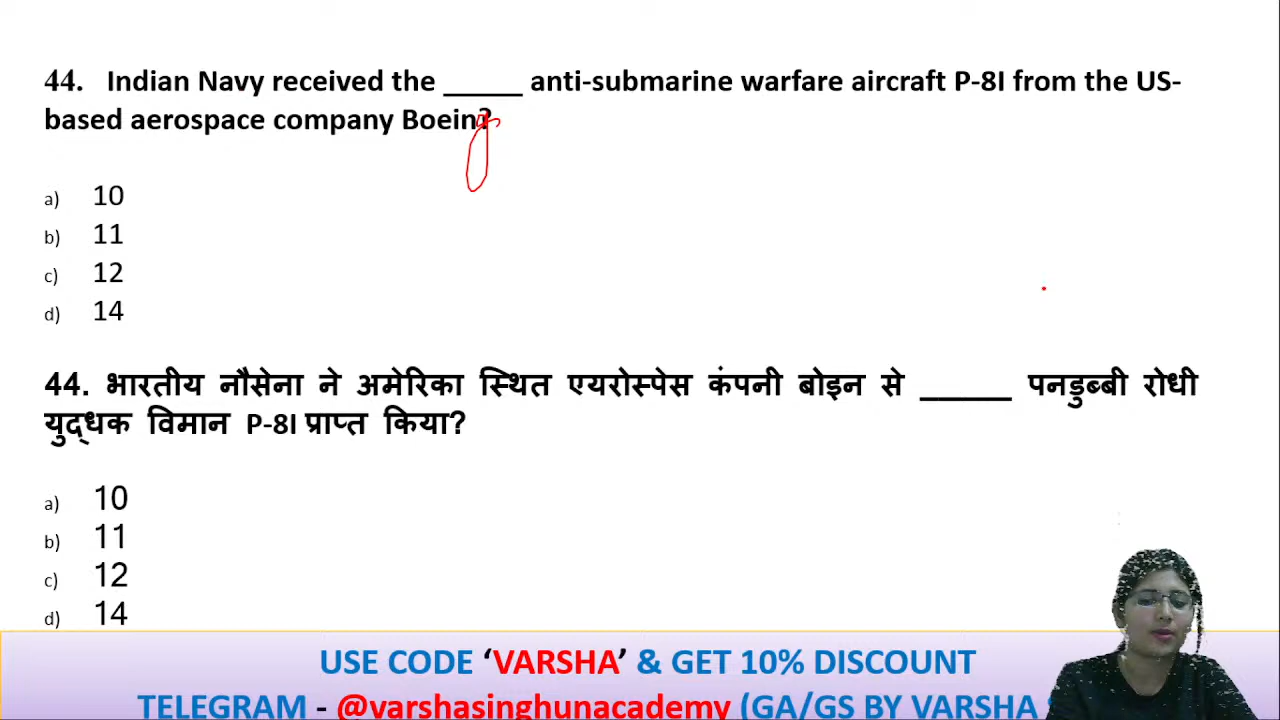 44. Indian Navy received the _____ anti-submarine warfare aircraft P-8I from the US-
based aerospace company Boein?
g
a) 10
b) 11
c) 12
d) 14
44. भारतीय नौसेना ने अमेरिका स्थित एयरोस्पेस कंपनी बोइन से ______ पनडुब्बी रोधी
युद्धक विमान P-8I प्राप्त किया?
a) 10
b) 11
c) 12
d) 14
USE CODE ‘VARSHA’ & GET 10% DISCOUNT
TELEGRAM - @varshasinghunacademy (GA/GS BY VARSHA